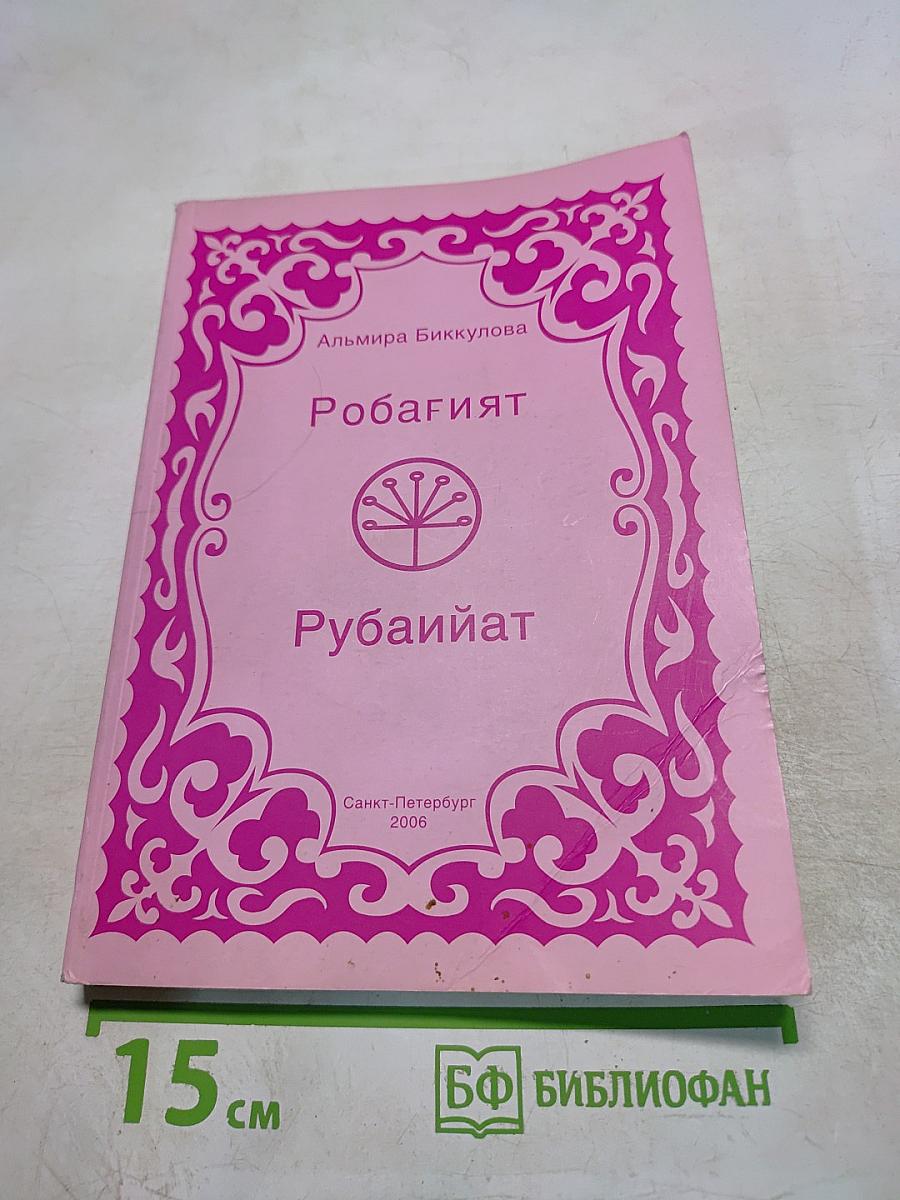 Альмира Биккулова
Робағият
Рубаийат
Санкт-Петербург
2006
15 см
БФ БИБЛИОФАН